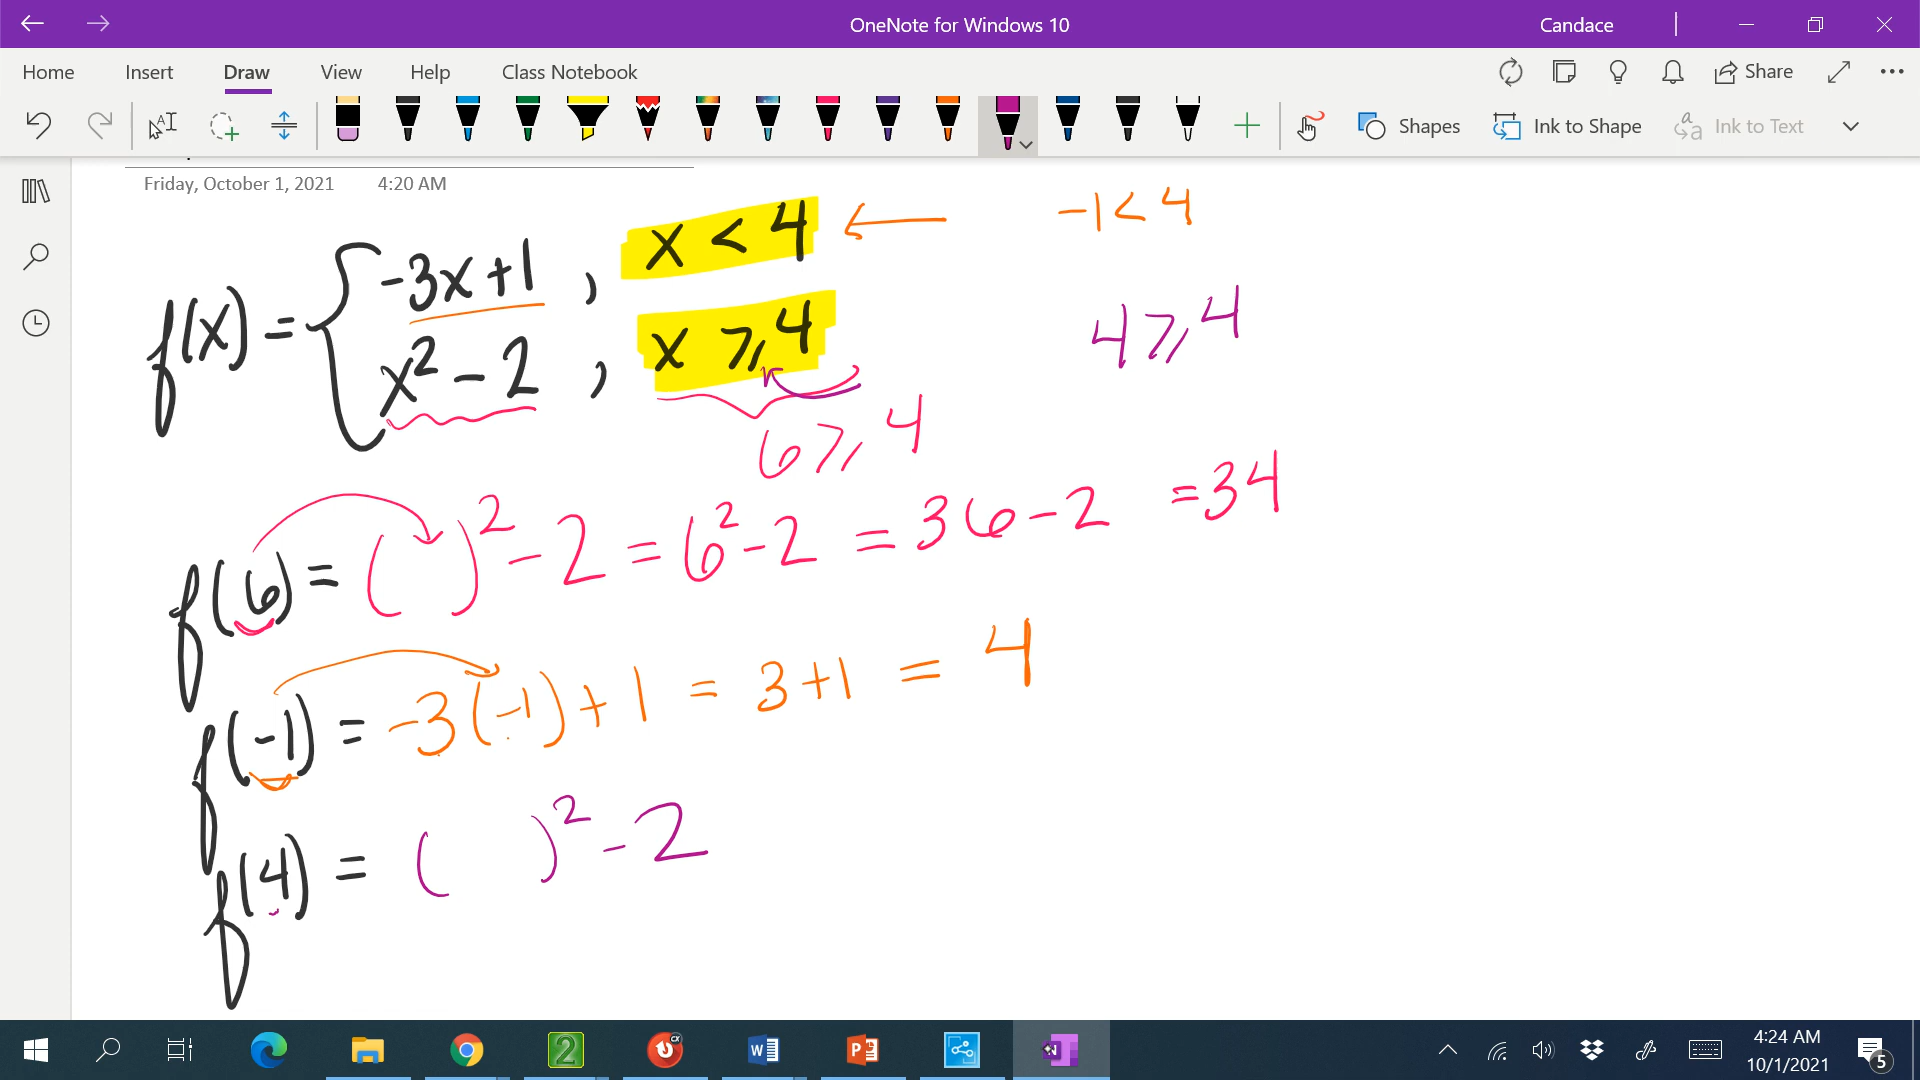 OneNote for Windows 10
Candace
Home Insert Draw View Help Class Notebook
Share
Shapes Ink to Shape Ink to Text
Friday, October 1, 2021 4:20 AM
-1 < 4
f(x) = { -3x+1 , x < 4
x² - 2 , x ⩾ 4
4 ⩾ 4
6 ⩾ 4
f(6) = ( )² - 2 = 6² - 2 = 36 - 2 = 34
f(-1) = -3(-1) + 1 = 3+1 = 4
f(4) = ( )² - 2
4:24 AM
10/1/2021
5